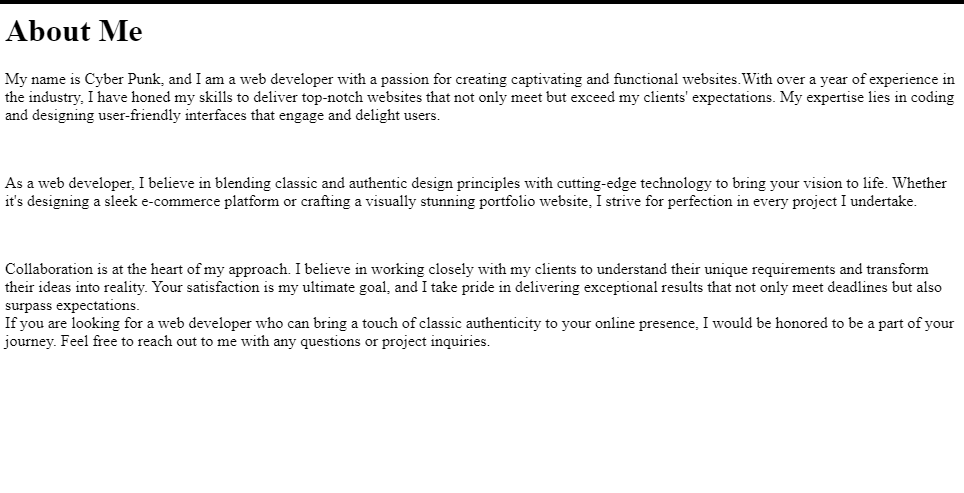 About Me
My name is Cyber Punk, and I am a web developer with a passion for creating captivating and functional websites.With over a year of experience in
the industry, I have honed my skills to deliver top-notch websites that not only meet but exceed my clients' expectations. My expertise lies in coding
and designing user-friendly interfaces that engage and delight users.
As a web developer, I believe in blending classic and authentic design principles with cutting-edge technology to bring your vision to life. Whether
it's designing a sleek e-commerce platform or crafting a visually stunning portfolio website, I strive for perfection in every project I undertake.
Collaboration is at the heart of my approach. I believe in working closely with my clients to understand their unique requirements and transform
their ideas into reality. Your satisfaction is my ultimate goal, and I take pride in delivering exceptional results that not only meet deadlines but also
surpass expectations.
If you are looking for a web developer who can bring a touch of classic authenticity to your online presence, I would be honored to be a part of your
journey. Feel free to reach out to me with any questions or project inquiries.